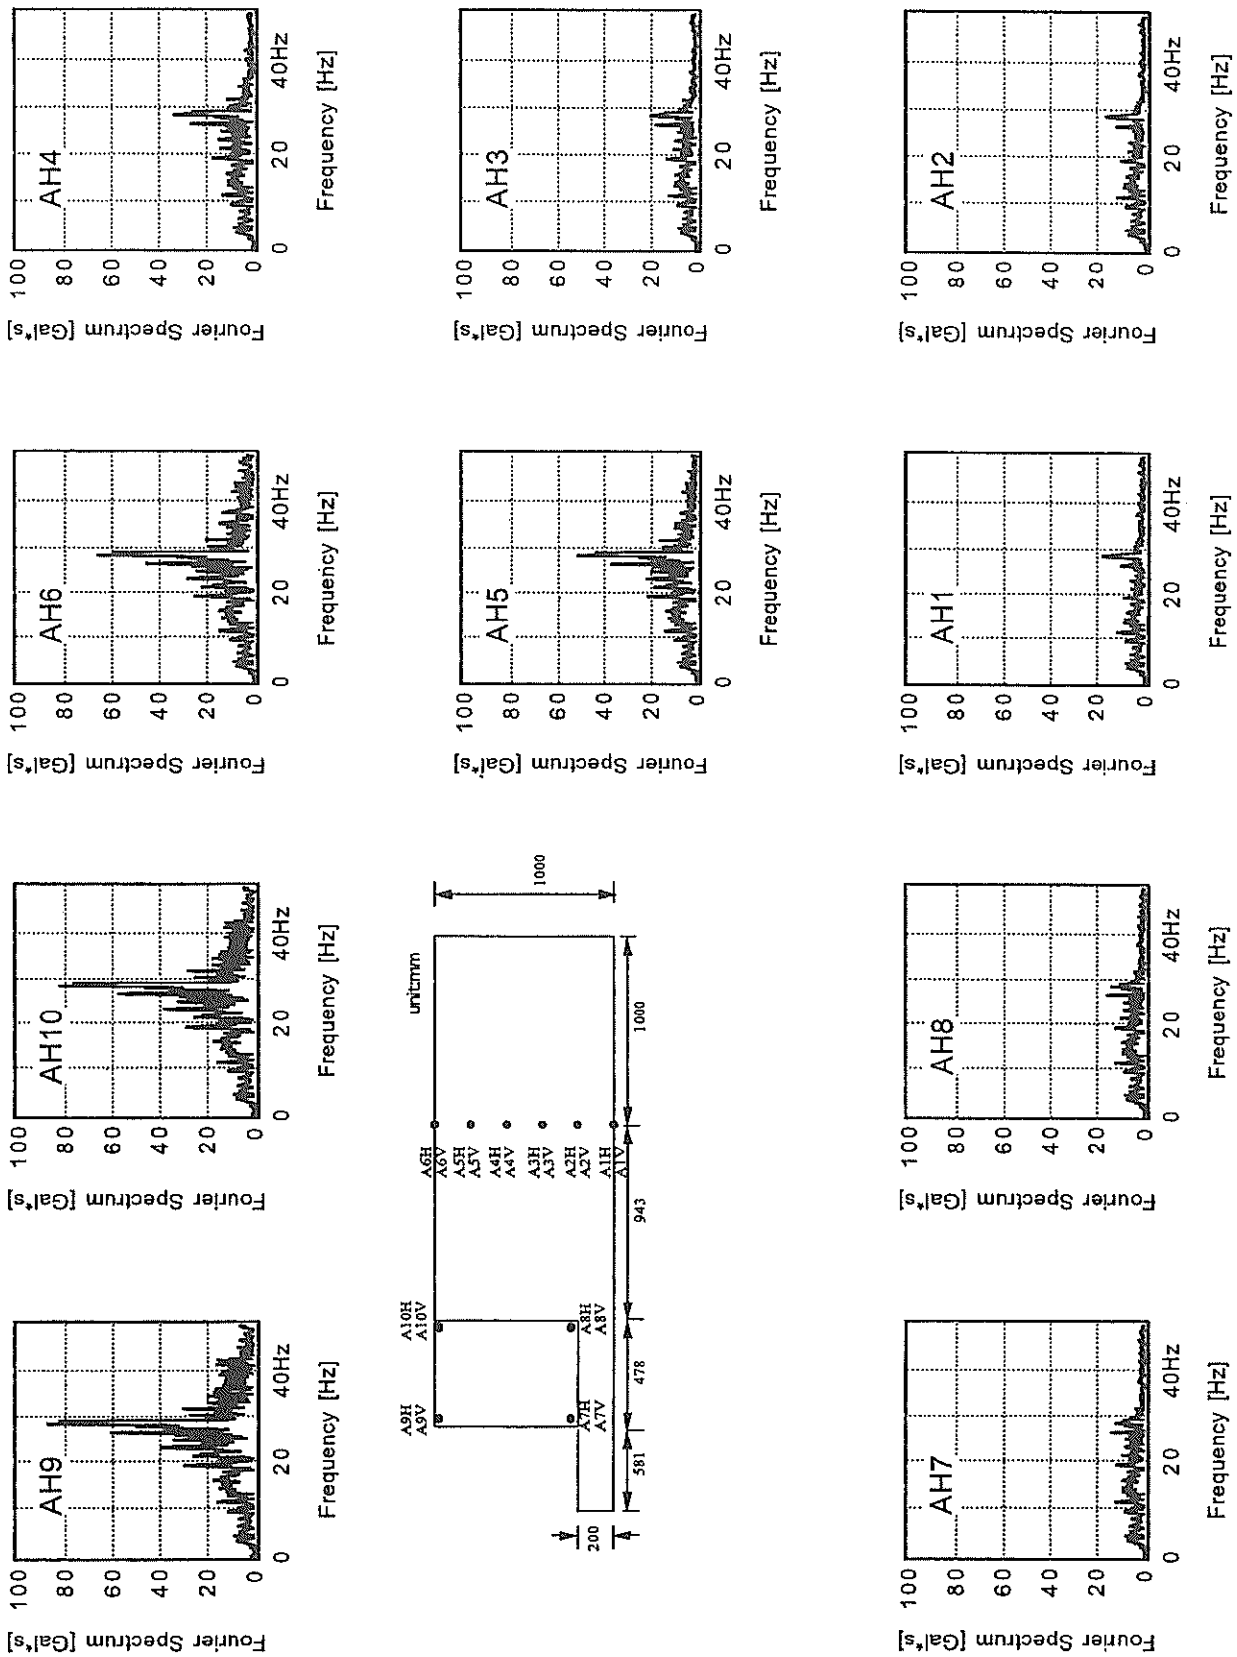 Fourier Spectrum [Gal*s]
100
80
60
40
20
0
AH9
0 20 40Hz
Frequency [Hz]
Fourier Spectrum [Gal*s]
100
80
60
40
20
0
AH10
0 20 40Hz
Frequency [Hz]
Fourier Spectrum [Gal*s]
100
80
60
40
20
0
AH6
0 20 40Hz
Frequency [Hz]
Fourier Spectrum [Gal*s]
100
80
60
40
20
0
AH4
0 20 40Hz
Frequency [Hz]
unit:mm
A9H
A9V
A10H
A10V
A6H
A6V
A5H
A5V
A4H
A4V
A3H
A3V
A2H
A2V
A1H
A1V
A7H
A7V
A8H
A8V
200
1000
581
478
943
1000
Fourier Spectrum [Gal*s]
100
80
60
40
20
0
AH5
0 20 40Hz
Frequency [Hz]
Fourier Spectrum [Gal*s]
100
80
60
40
20
0
AH3
0 20 40Hz
Frequency [Hz]
Fourier Spectrum [Gal*s]
100
80
60
40
20
0
AH7
0 20 40Hz
Frequency [Hz]
Fourier Spectrum [Gal*s]
100
80
60
40
20
0
AH8
0 20 40Hz
Frequency [Hz]
Fourier Spectrum [Gal*s]
100
80
60
40
20
0
AH1
0 20 40Hz
Frequency [Hz]
Fourier Spectrum [Gal*s]
100
80
60
40
20
0
AH2
0 20 40Hz
Frequency [Hz]